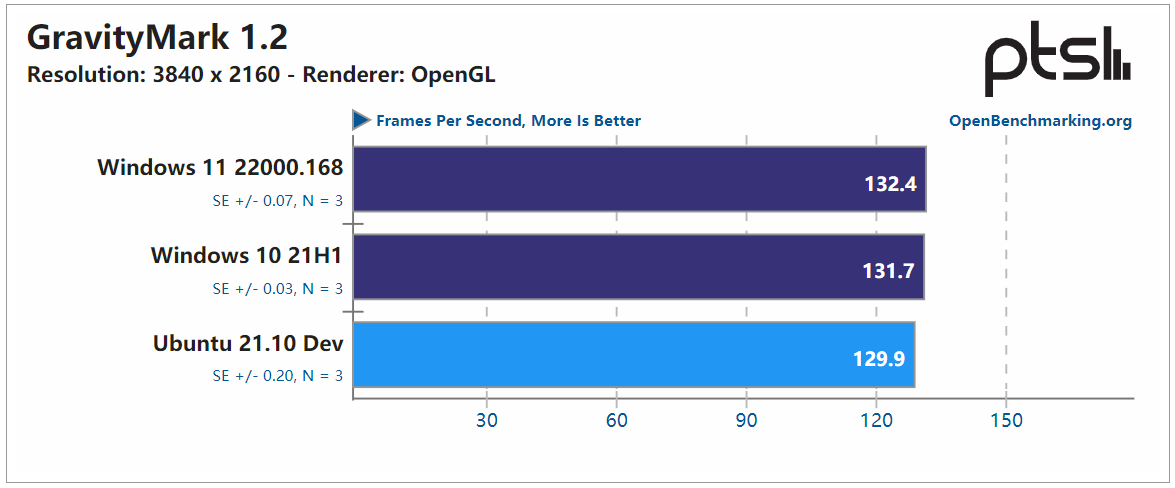 GravityMark 1.2
Resolution: 3840 x 2160 - Renderer: OpenGL
ptsl
Frames Per Second, More Is Better
OpenBenchmarking.org
Windows 11 22000.168
SE +/- 0.07, N = 3
132.4
Windows 10 21H1
SE +/- 0.03, N = 3
131.7
Ubuntu 21.10 Dev
SE +/- 0.20, N = 3
129.9
30 60 90 120 150